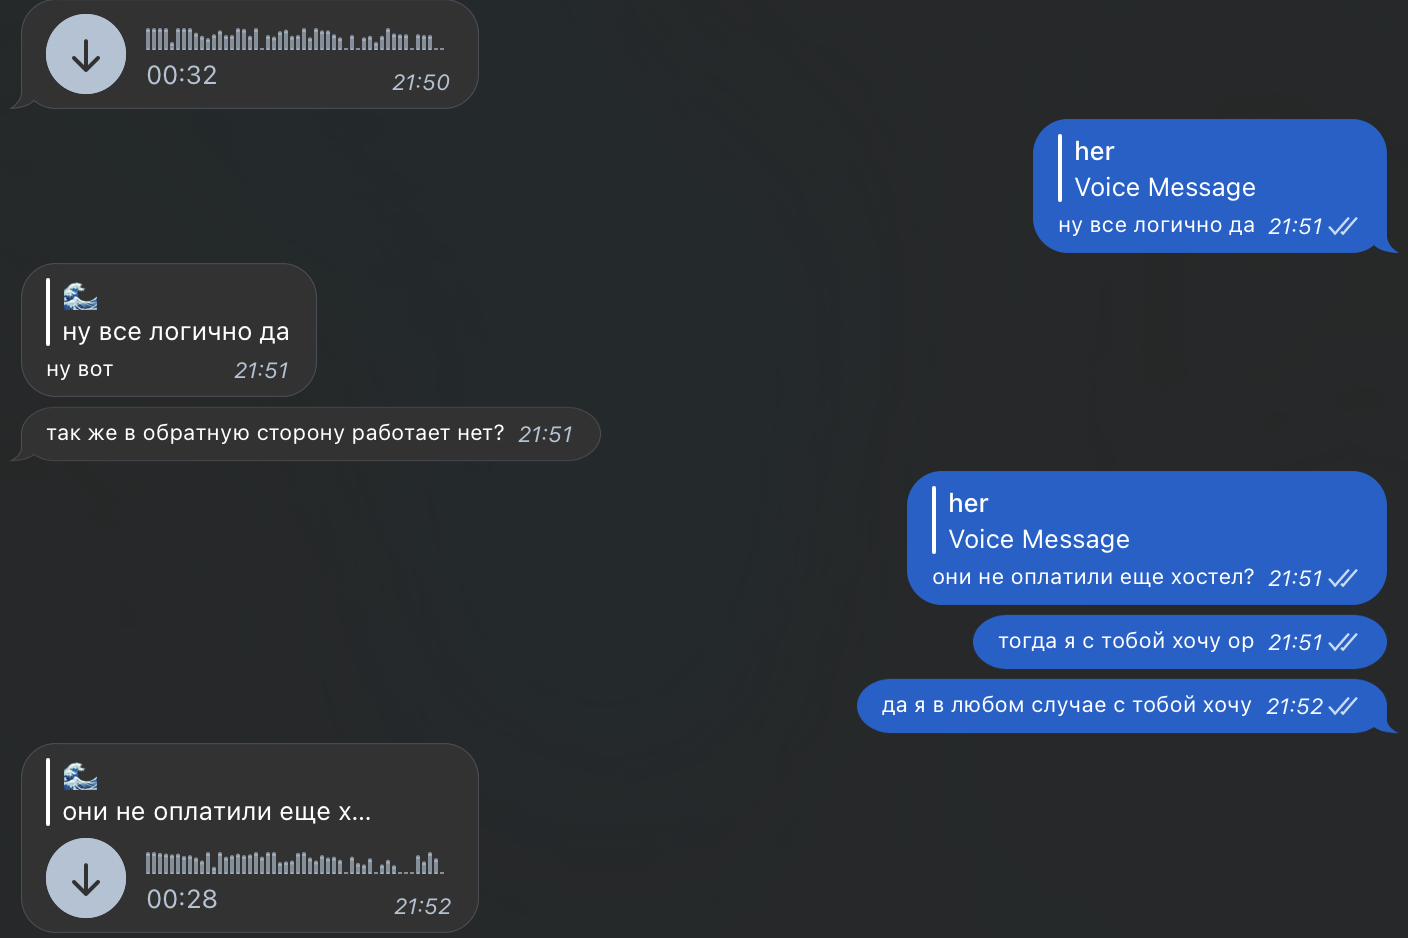 00:32 21:50
her
Voice Message
ну все логично да 21:51
ну все логично да
ну вот 21:51
так же в обратную сторону работает нет? 21:51
her
Voice Message
они не оплатили еще хостел? 21:51
тогда я с тобой хочу ор 21:51
да я в любом случае с тобой хочу 21:52
они не оплатили еще х...
00:28 21:52